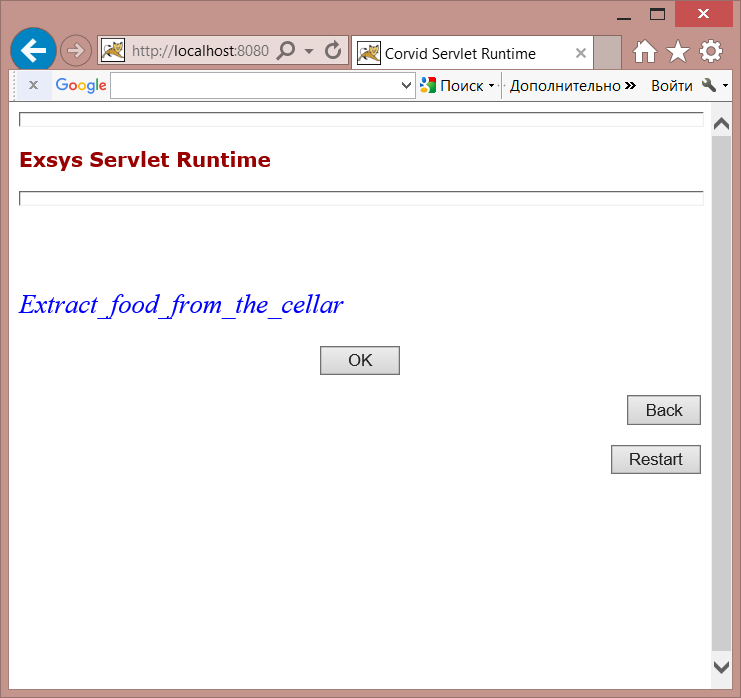 http://localhost:8080
Corvid Servlet Runtime
x Google Поиск Дополнительно » Войти
Exsys Servlet Runtime
Extract_food_from_the_cellar
OK
Back
Restart